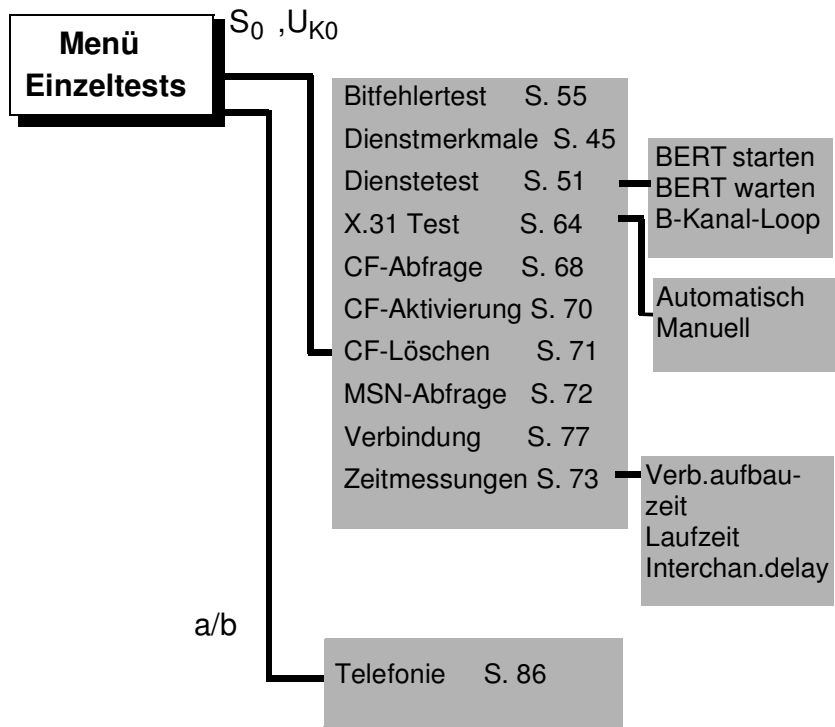 S₀ ,U_K0
Menü
Einzeltests
Bitfehlertest S. 55
Dienstmerkmale S. 45
Dienstetest S. 51
X.31 Test S. 64
CF-Abfrage S. 68
CF-Aktivierung S. 70
CF-Löschen S. 71
MSN-Abfrage S. 72
Verbindung S. 77
Zeitmessungen S. 73
BERT starten
BERT warten
B-Kanal-Loop
Automatisch
Manuell
Verb.aufbau-
zeit
Laufzeit
Interchan.delay
a/b
Telefonie S. 86